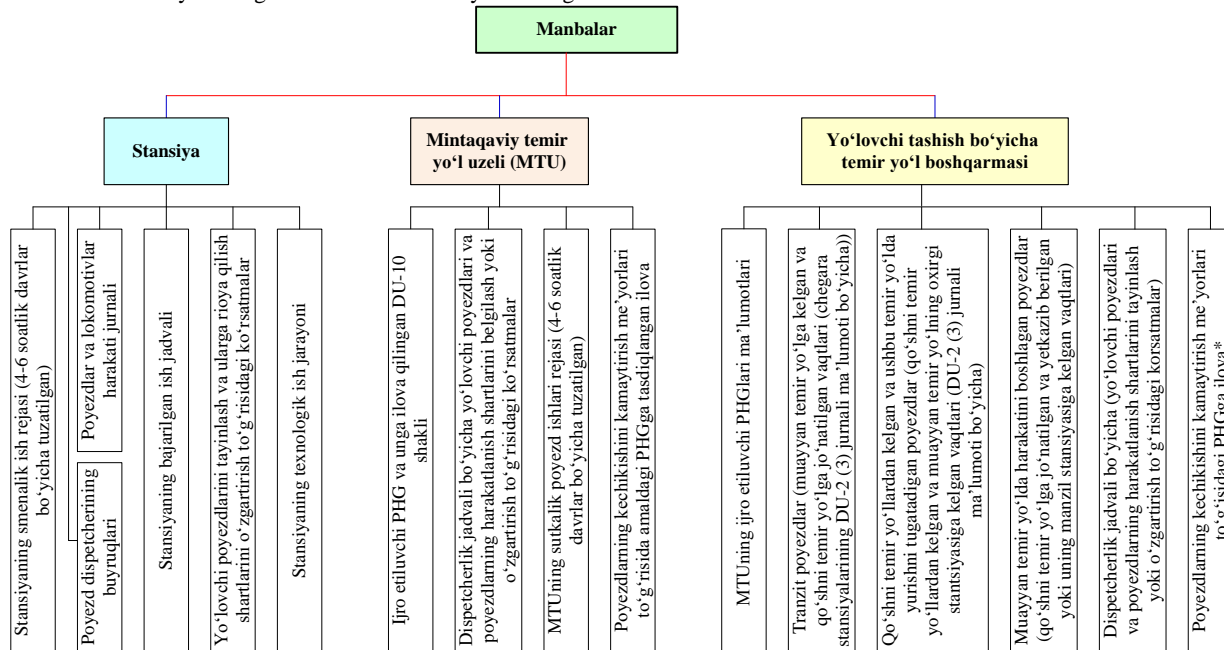 Manbalar
Stansiya
Mintaqaviy temir
yo‘l uzeli (MTU)
Yo‘lovchi tashish bo‘yicha
temir yo‘l boshqarmasi
Stansiyaning smenalik ish rejasi (4-6 soatlik davrlar
bo‘yicha tuzatilgan)
Poyezdlar va lokomotivlar
harakati jurnali
Poyezd dispetcherining
buyruqlari
Stansiyaning bajarilgan ish jadvali
Yo‘lovchi poyezdlarini tayinlash va ularga rioya qilish
shartlarini o‘zgartirish to‘g‘risidagi ko‘rsatmalar
Stansiyaning texnologik ish jarayoni
Ijro etiluvchi PHG va unga ilova qilingan DU-10
shakli
Dispetcherlik jadvali bo‘yicha yo‘lovchi poyezdlari va
poyezdlarning harakatlanish shartlarini belgilash yoki
o‘zgartirish to‘g‘risidagi ko‘rsatmalar
MTUning sutkalik poyezd ishlari rejasi (4-6 soatlik
davrlar bo‘yicha tuzatilgan)
Poyezdlarning kechikishini kamaytirish me’yorlari
to‘g‘risida amaldagi PHGga tasdiqlangan ilova
MTUning ijro etiluvchi PHGlari ma’lumotlari
Tranzit poyezdlar (muayyan temir yo‘lga kelgan va
qo‘shni temir yo‘lga jo‘natilgan vaqtlari (chegara
stansiyalarining DU-2 (3) jurnali ma’lumoti bo‘yicha))
Qo‘shni temir yo‘llardan kelgan va ushbu temir yo‘lda
yurishni tugatadigan poyezdlar (qo‘shni temir
yo‘llardan kelgan va muayyan temir yo‘lning oxirgi
stantsiyasiga kelgan vaqtlari (DU-2 (3) jurnali
ma’lumoti bo‘yicha)
Muayyan temir yo‘lda harakatini boshlagan poyezdlar
(qo‘shni temir yo‘lga jo‘natilgan va yetkazib berilgan
yoki uning manzil stansiyasiga kelgan vaqtlari)
Dispetcherlik jadvali bo‘yicha (yo‘lovchi poyezdlari
va poyezdlarning harakatlanish shartlarini tayinlash
yoki o‘zgartirish to‘g‘risidagi korsatmalar)
Poyezdlarning kechikishini kamaytirish me’yorlari
to‘g‘risidagi PHGga ilova*